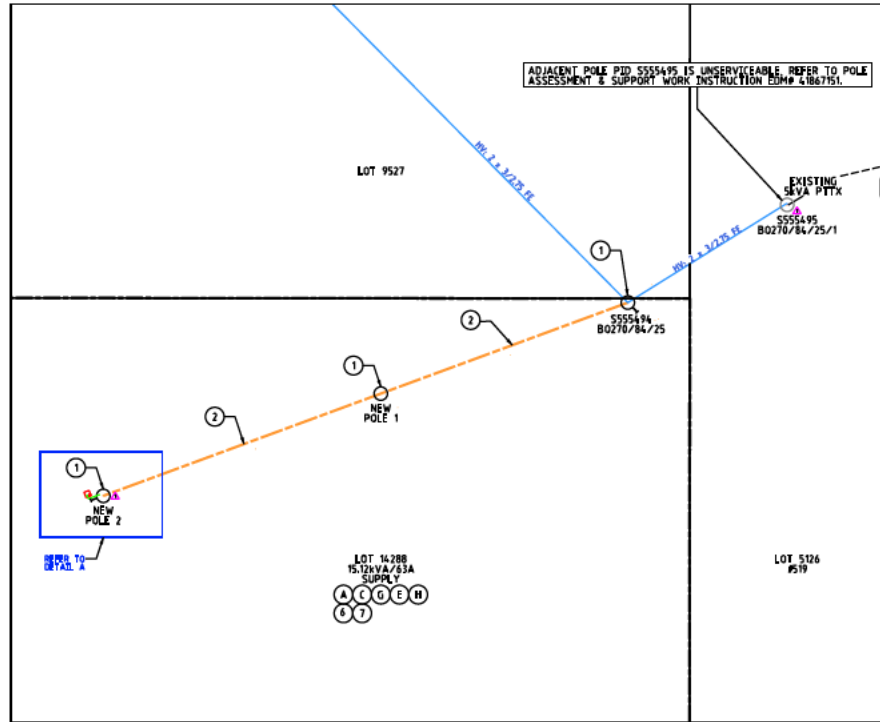 ADJACENT POLE PID S555495 IS UNSERVICEABLE. REFER TO POLE
ASSESSMENT & SUPPORT WORK INSTRUCTION EDM# 41867151.
HV: 2 x 3/2.75 FE
LOT 9527
EXISTING
5kVA PTTX
S555495
B0270/84/25/1
HV: 2 x 3/2.75 FE
1
S555494
B0270/84/25
2
1
NEW
POLE 1
2
1
NEW
POLE 2
REFER TO
DETAIL A
LOT 14288
15.12kVA/63A
SUPPLY
A C G E H
6 7
LOT 5126
#519